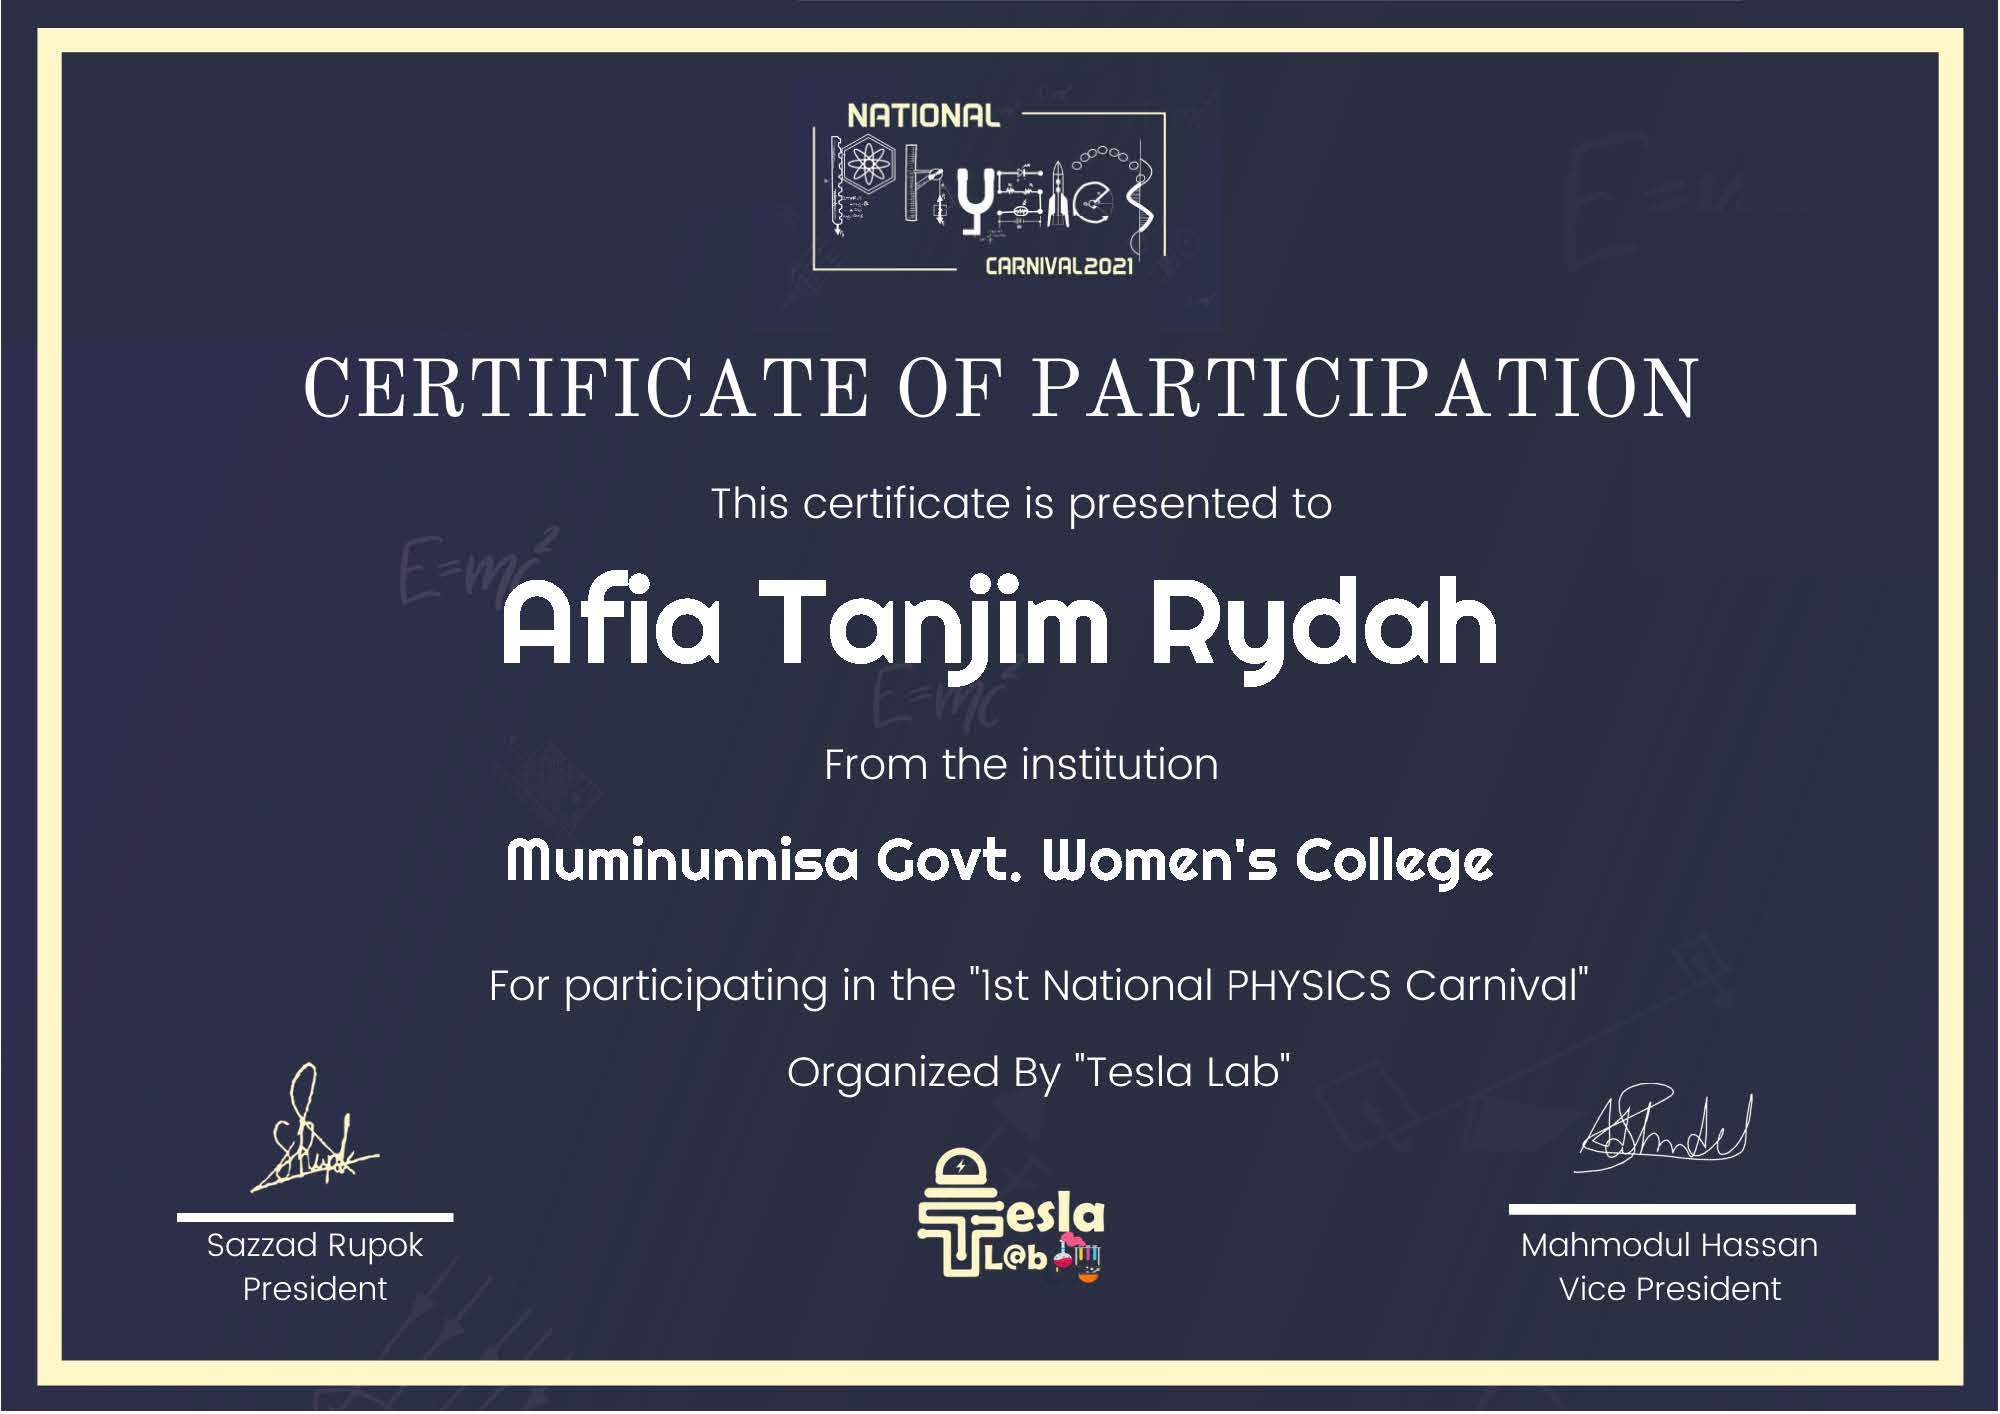 NATIONAL
Physics
CARNIVAL2021
CERTIFICATE OF PARTICIPATION
This certificate is presented to
E=mc²
Afia Tanjim Rydah
E=mc²
From the institution
Muminunnisa Govt. Women's College
For participating in the "1st National PHYSICS Carnival"
Organized By "Tesla Lab"
Tesla
L@b
Sazzad Rupok
President
Mahmodul Hassan
Vice President